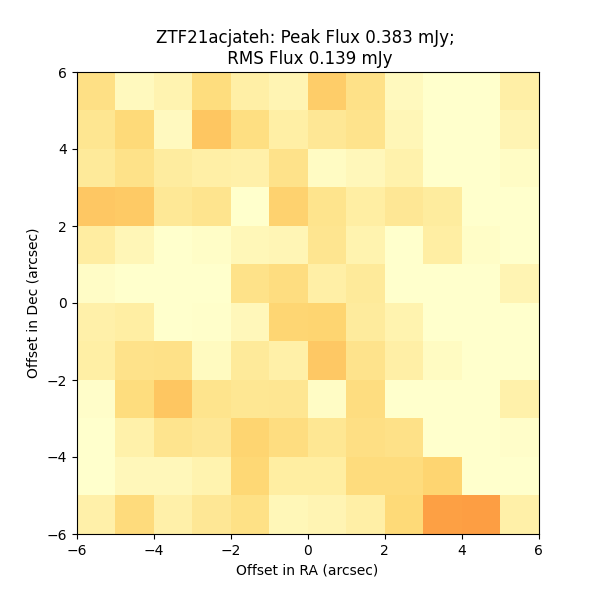 ZTF21acjateh: Peak Flux 0.383 mJy;
RMS Flux 0.139 mJy
6
4
2
0
−2
−4
−6
Offset in Dec (arcsec)
−6 −4 −2 0 2 4 6
Offset in RA (arcsec)